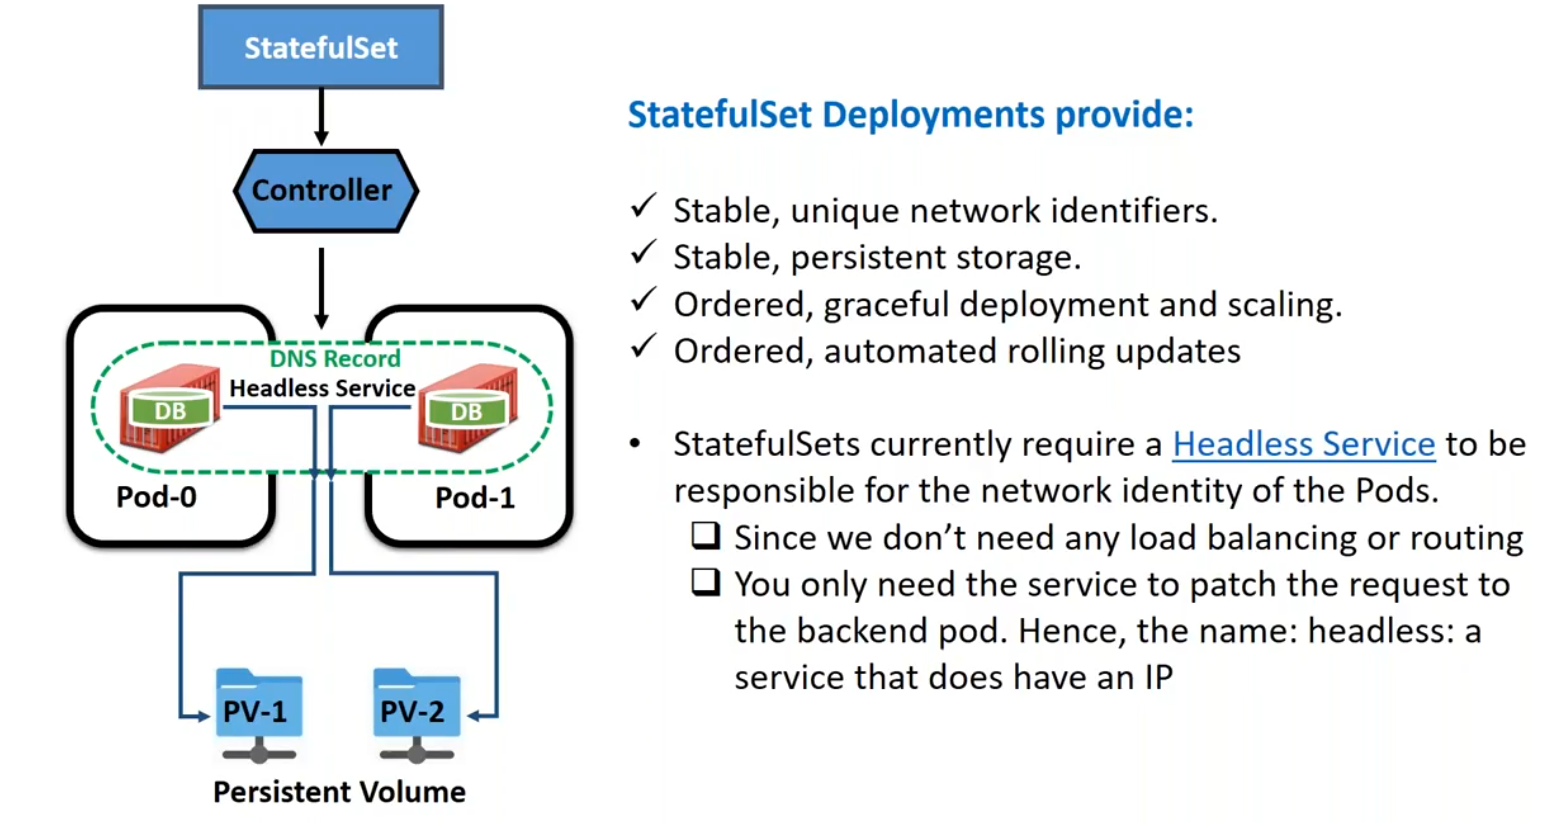 StatefulSet
Controller
DNS Record
Headless Service
DB
DB
Pod-0
Pod-1
PV-1
PV-2
Persistent Volume
StatefulSet Deployments provide:
✓ Stable, unique network identifiers.
✓ Stable, persistent storage.
✓ Ordered, graceful deployment and scaling.
✓ Ordered, automated rolling updates
• StatefulSets currently require a Headless Service to be
responsible for the network identity of the Pods.
❑ Since we don’t need any load balancing or routing
❑ You only need the service to patch the request to
the backend pod. Hence, the name: headless: a
service that does have an IP